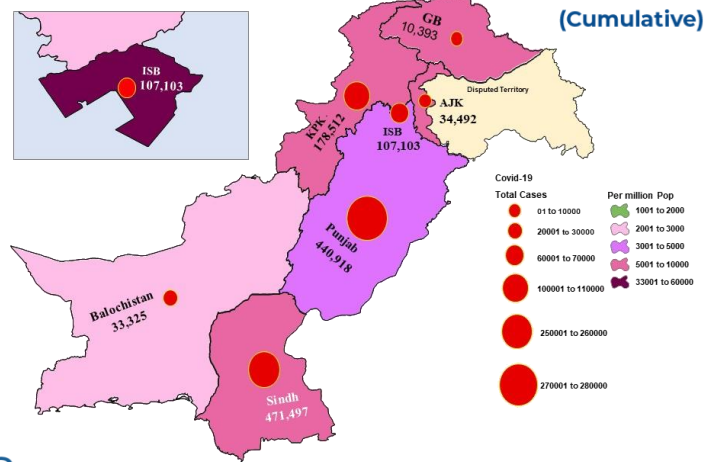 (Cumulative)
ISB
107,103
GB
10,393
Disputed Territory
AJK
34,492
KPK.
178,512
ISB
107,103
Punjab
440,918
Balochistan
33,325
Sindh
471,497
Covid-19
Total Cases
01 to 10000
20001 to 30000
60001 to 70000
100001 to 110000
250001 to 260000
270001 to 280000
Per million Pop
1001 to 2000
2001 to 3000
3001 to 5000
5001 to 10000
33001 to 60000